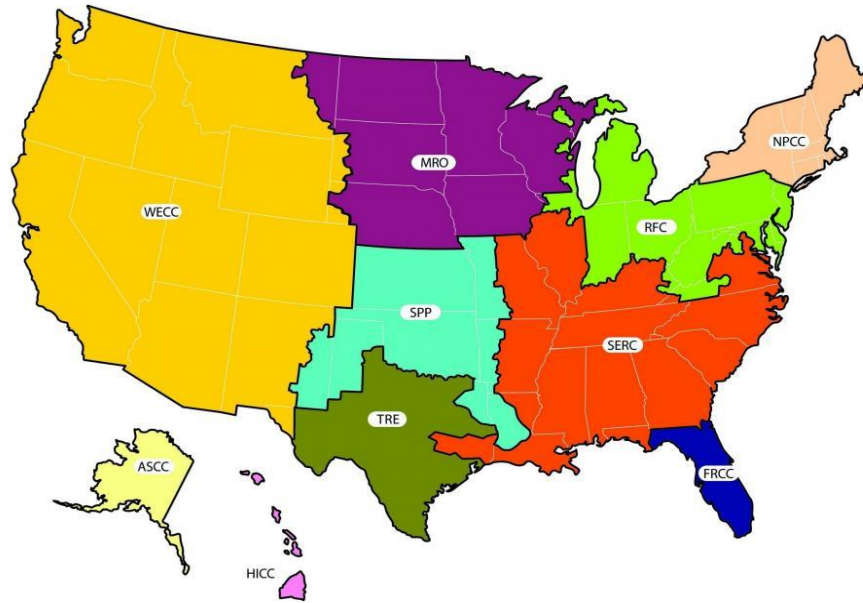 NPCC
MRO
WECC
RFC
SPP
SERC
TRE
ASCC
FRCC
HICC